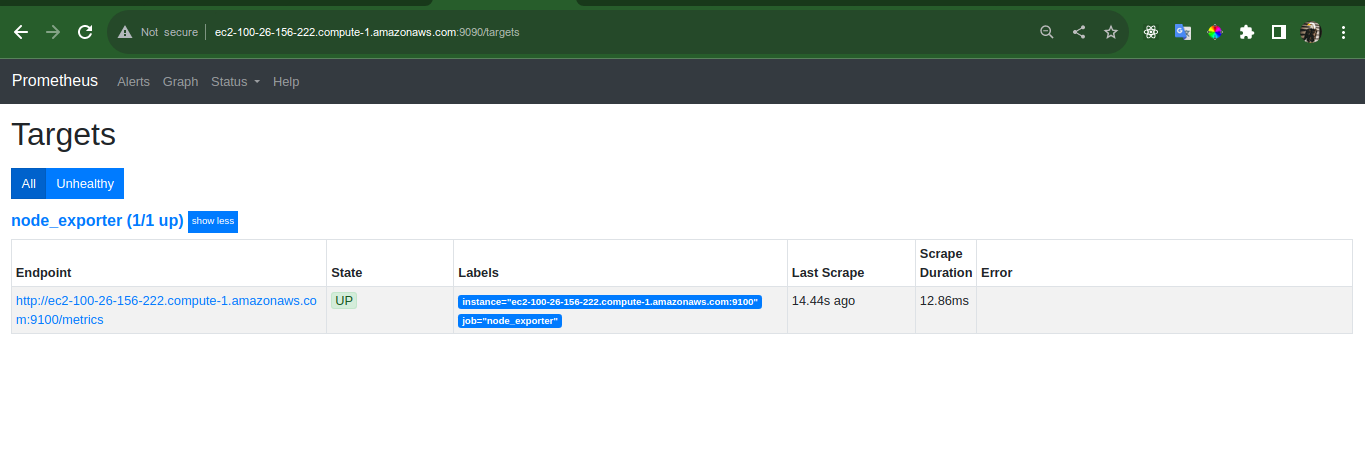 Not secure ec2-100-26-156-222.compute-1.amazonaws.com:9090/targets
Prometheus Alerts Graph Status Help
Targets
All Unhealthy
node_exporter (1/1 up) show less
Endpoint State Labels Last Scrape Scrape Duration Error
http://ec2-100-26-156-222.compute-1.amazonaws.co
m:9100/metrics
UP
instance="ec2-100-26-156-222.compute-1.amazonaws.com:9100"
job="node_exporter"
14.44s ago
12.86ms